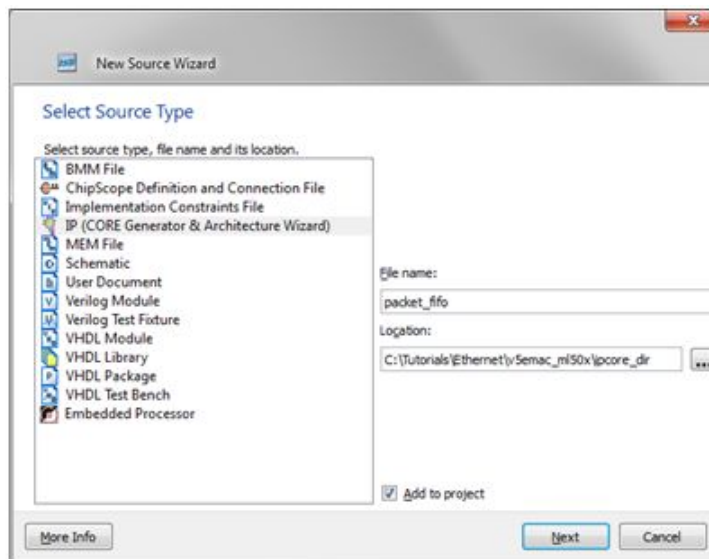 New Source Wizard
Select Source Type
Select source type, file name and its location.
BMM File
ChipScope Definition and Connection File
Implementation Constraints File
IP (CORE Generator & Architecture Wizard)
MEM File
Schematic
User Document
Verilog Module
Verilog Test Fixture
VHDL Module
VHDL Library
VHDL Package
VHDL Test Bench
Embedded Processor
File name:
packet_fifo
Location:
C:\Tutorials\Ethernet\v5emac_ml50x\ipcore_dir
...
Add to project
More Info
Next
Cancel